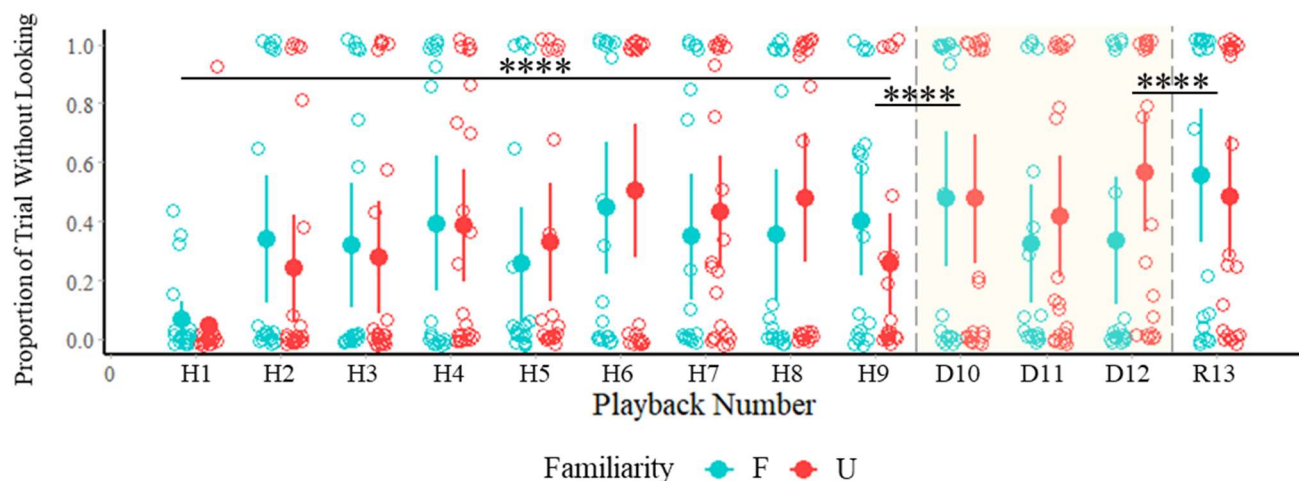 Proportion of Trial Without Looking
1.0
0.8
0.6
0.4
0.2
0.0
****
****
****
0 H1 H2 H3 H4 H5 H6 H7 H8 H9 D10 D11 D12 R13
Playback Number
Familiarity F U